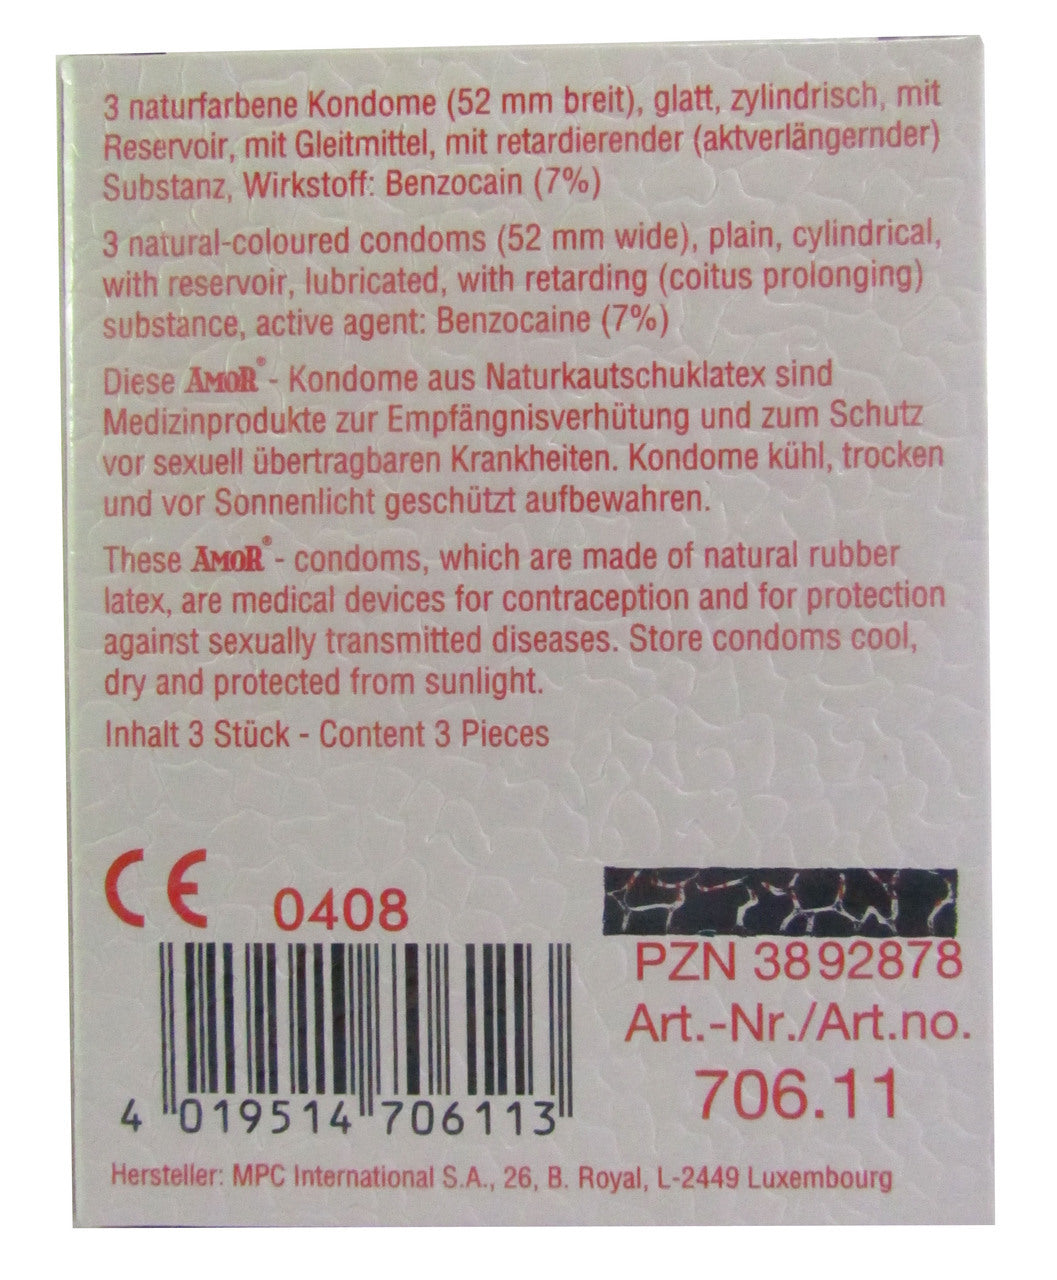 3 naturfarbene Kondome (52 mm breit), glatt, zylindrisch, mit
Reservoir, mit Gleitmittel, mit retardierender (aktverlängernder)
Substanz, Wirkstoff: Benzocain (7%)
3 natural-coloured condoms (52 mm wide), plain, cylindrical,
with reservoir, lubricated, with retarding (coitus prolonging)
substance, active agent: Benzocaine (7%)
Diese AMOR® - Kondome aus Naturkautschuklatex sind
Medizinprodukte zur Empfängnisverhütung und zum Schutz
vor sexuell übertragbaren Krankheiten. Kondome kühl, trocken
und vor Sonnenlicht geschützt aufbewahren.
These AMOR® - condoms, which are made of natural rubber
latex, are medical devices for contraception and for protection
against sexually transmitted diseases. Store condoms cool,
dry and protected from sunlight.
Inhalt 3 Stück - Content 3 Pieces
CE 0408
PZN 3892878
Art.-Nr./Art.no.
706.11
4 019514 706113
Hersteller: MPC International S.A., 26, B. Royal, L-2449 Luxembourg